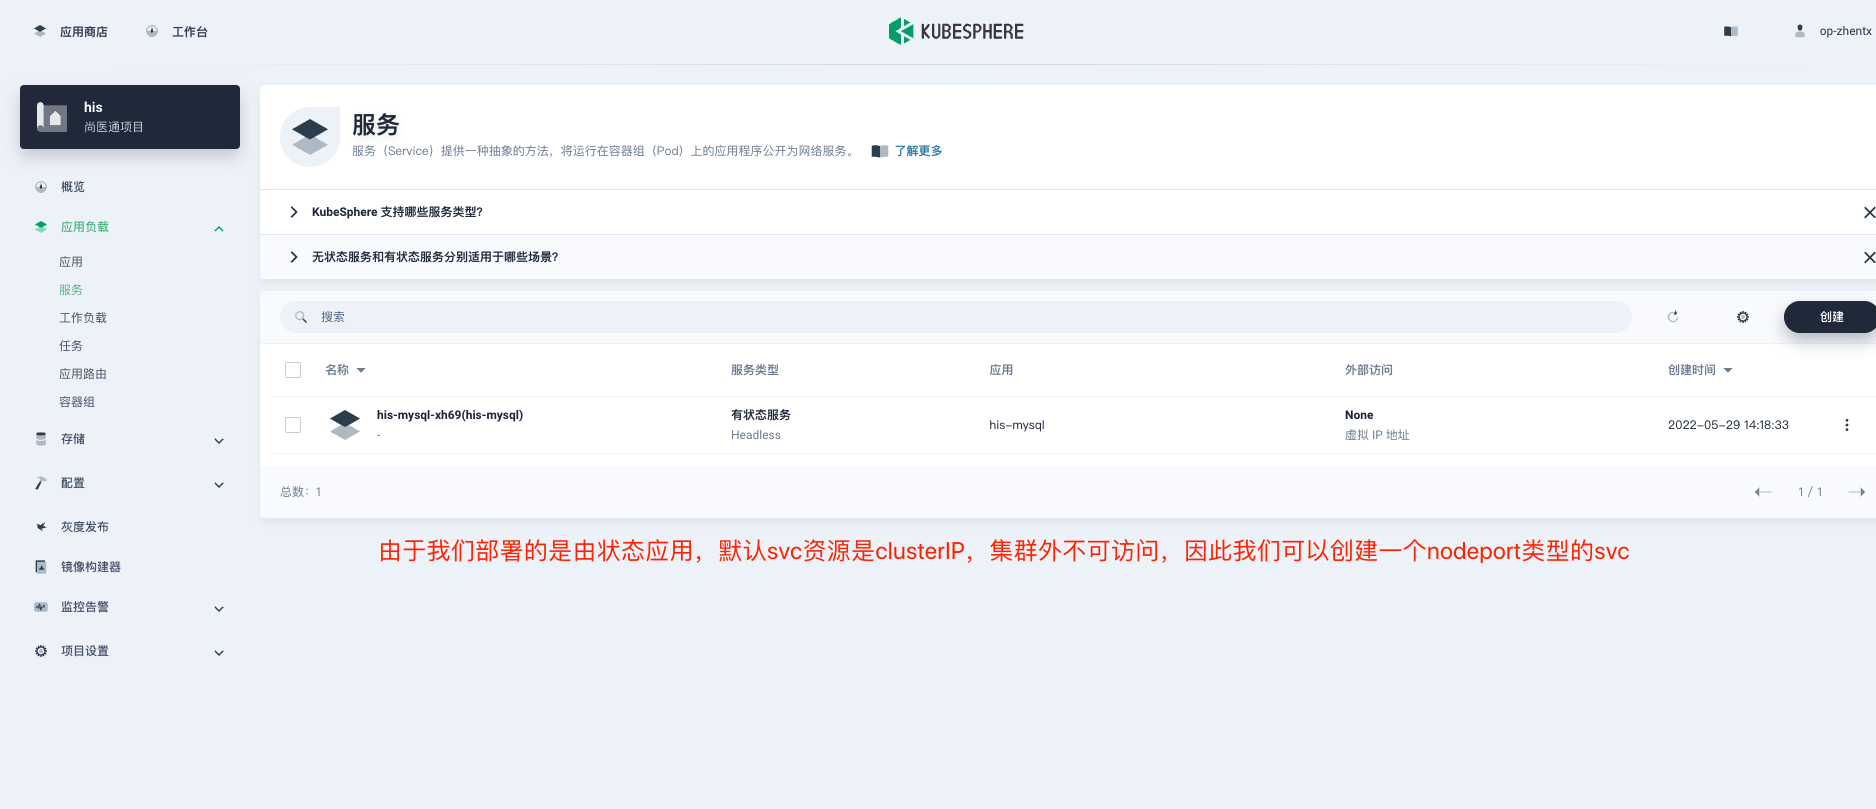 应用商店 工作台 KUBESPHERE op-zhentx
his
尚医通项目
概览
应用负载
应用
服务
工作负载
任务
应用路由
容器组
存储
配置
灰度发布
镜像构建器
监控告警
项目设置
服务
服务（Service）提供一种抽象的方法，将运行在容器组（Pod）上的应用程序公开为网络服务。 了解更多
KubeSphere 支持哪些服务类型？
无状态服务和有状态服务分别适用于哪些场景？
搜索 创建
名称 服务类型 应用 外部访问 创建时间
his-mysql-xh69(his-mysql) 有状态服务 his-mysql None 2022-05-29 14:18:33
- Headless 虚拟 IP 地址
总数：1 1 / 1
由于我们部署的是由状态应用，默认svc资源是clusterIP，集群外不可访问，因此我们可以创建一个nodeport类型的svc